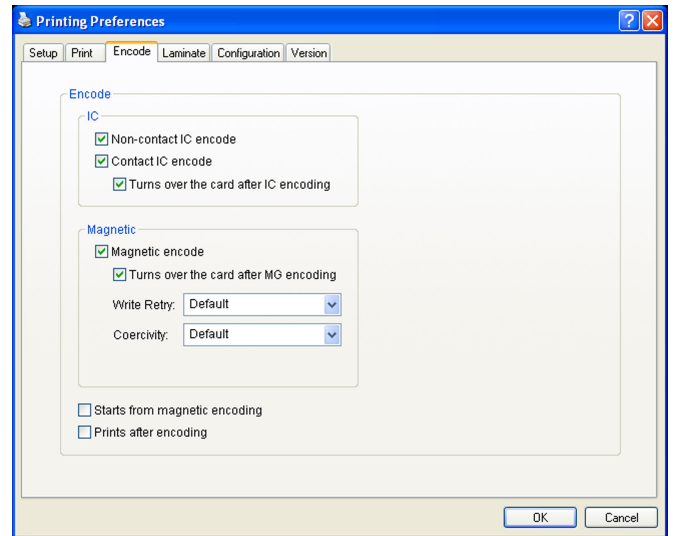 Printing Preferences
Setup Print Encode Laminate Configuration Version
Encode
IC
Non-contact IC encode
Contact IC encode
Turns over the card after IC encoding
Magnetic
Magnetic encode
Turns over the card after MG encoding
Write Retry: Default
Coercivity: Default
Starts from magnetic encoding
Prints after encoding
OK Cancel